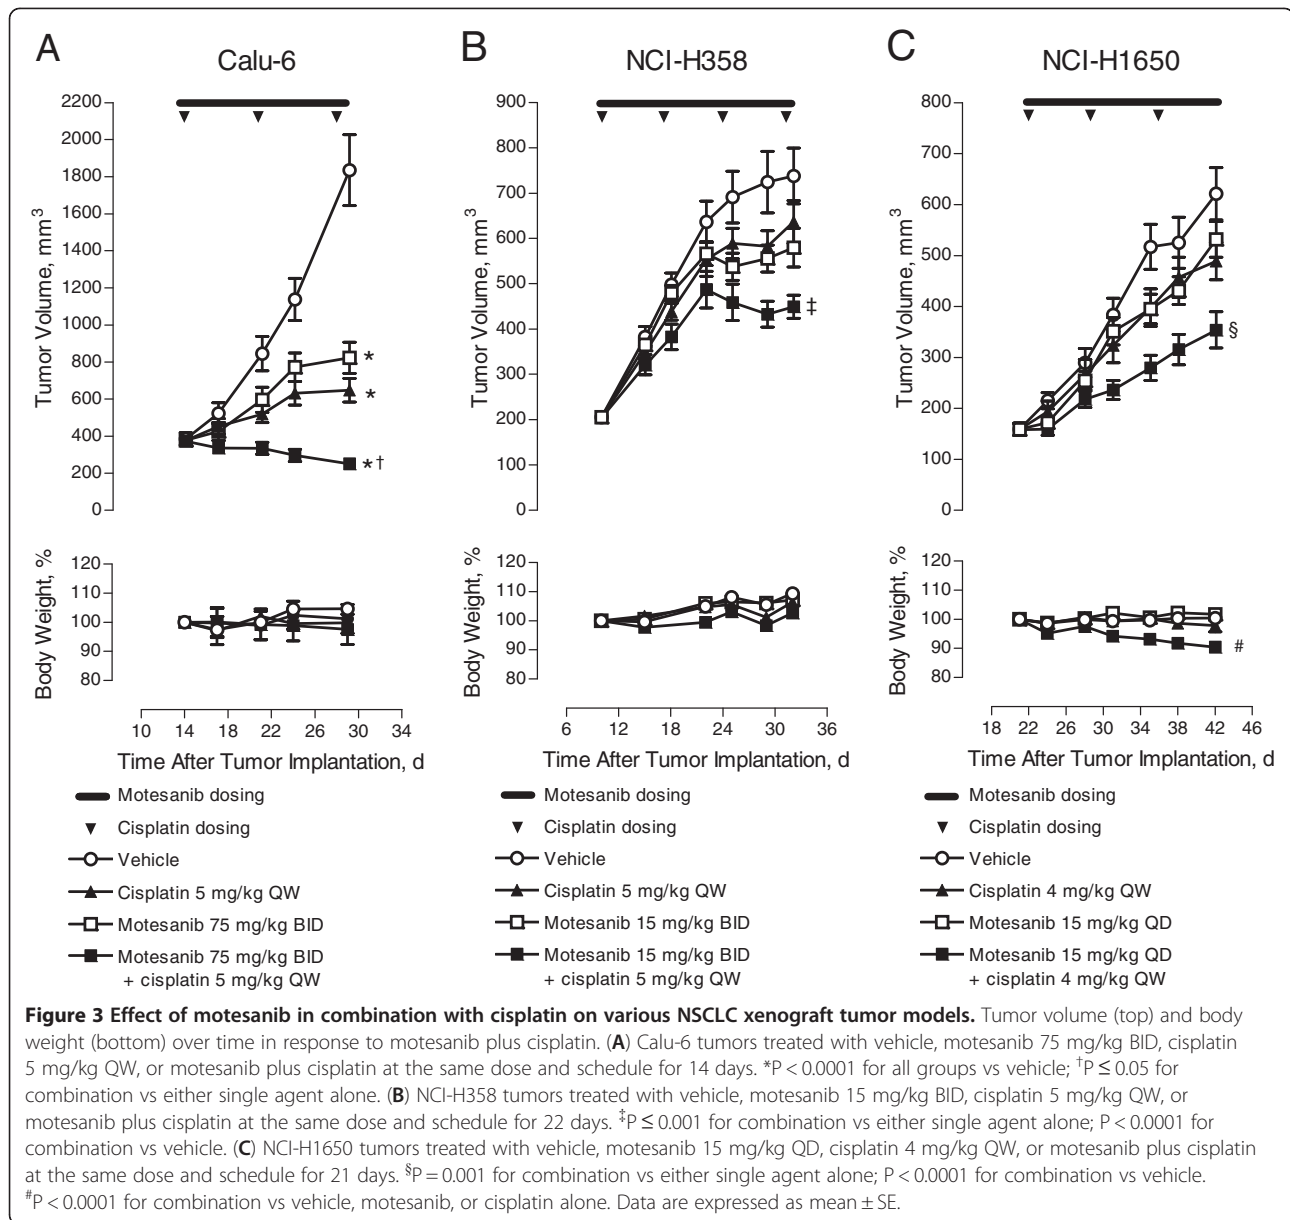 A
Calu-6
2200
2000
1800
1600
1400
1200
1000
800
600
400
200
0
Tumor Volume, mm3
*
*
*†
120
110
100
90
80
Body Weight, %
10 14 18 22 26 30 34
Time After Tumor Implantation, d
Motesanib dosing
Cisplatin dosing
Vehicle
Cisplatin 5 mg/kg QW
Motesanib 75 mg/kg BID
Motesanib 75 mg/kg BID
+ cisplatin 5 mg/kg QW
B
NCI-H358
900
800
700
600
500
400
300
200
100
0
Tumor Volume, mm3
‡
120
110
100
90
80
Body Weight, %
6 12 18 24 30 36
Time After Tumor Implantation, d
Motesanib dosing
Cisplatin dosing
Vehicle
Cisplatin 5 mg/kg QW
Motesanib 15 mg/kg BID
Motesanib 15 mg/kg BID
+ cisplatin 5 mg/kg QW
C
NCI-H1650
800
700
600
500
400
300
200
100
0
Tumor Volume, mm3
§
120
110
100
90
80
Body Weight, %
#
18 22 26 30 34 38 42 46
Time After Tumor Implantation, d
Motesanib dosing
Cisplatin dosing
Vehicle
Cisplatin 4 mg/kg QW
Motesanib 15 mg/kg QD
Motesanib 15 mg/kg QD
+ cisplatin 4 mg/kg QW
Figure 3 Effect of motesanib in combination with cisplatin on various NSCLC xenograft tumor models. Tumor volume (top) and body
weight (bottom) over time in response to motesanib plus cisplatin. (A) Calu-6 tumors treated with vehicle, motesanib 75 mg/kg BID, cisplatin
5 mg/kg QW, or motesanib plus cisplatin at the same dose and schedule for 14 days. *P < 0.0001 for all groups vs vehicle; †P ≤ 0.05 for
combination vs either single agent alone. (B) NCI-H358 tumors treated with vehicle, motesanib 15 mg/kg BID, cisplatin 5 mg/kg QW, or
motesanib plus cisplatin at the same dose and schedule for 22 days. ‡P ≤ 0.001 for combination vs either single agent alone; P < 0.0001 for
combination vs vehicle. (C) NCI-H1650 tumors treated with vehicle, motesanib 15 mg/kg QD, cisplatin 4 mg/kg QW, or motesanib plus cisplatin
at the same dose and schedule for 21 days. §P = 0.001 for combination vs either single agent alone; P < 0.0001 for combination vs vehicle.
#P < 0.0001 for combination vs vehicle, motesanib, or cisplatin alone. Data are expressed as mean ± SE.